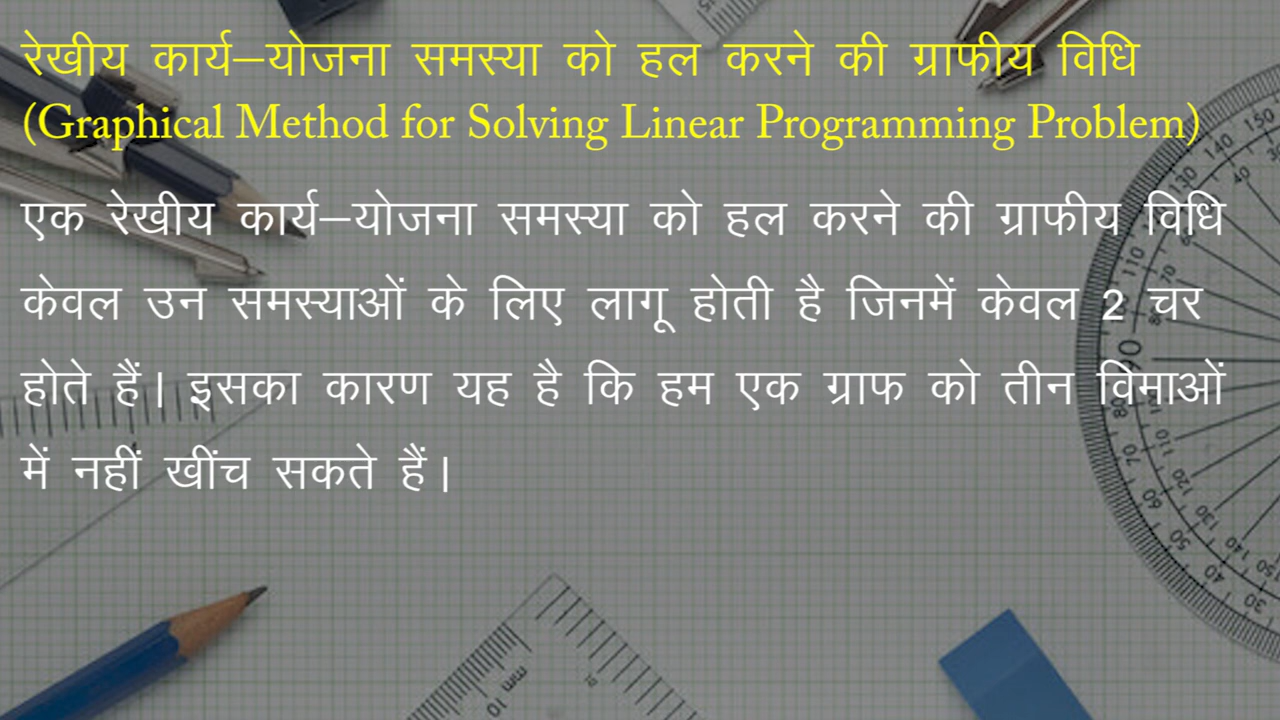 रेखीय कार्य–योजना समस्या को हल करने की ग्राफीय विधि
(Graphical Method for Solving Linear Programming Problem)
एक रेखीय कार्य–योजना समस्या को हल करने की ग्राफीय विधि
केवल उन समस्याओं के लिए लागू होती है जिनमें केवल 2 चर
होते हैं। इसका कारण यह है कि हम एक ग्राफ को तीन विमाओं
में नहीं खींच सकते हैं।